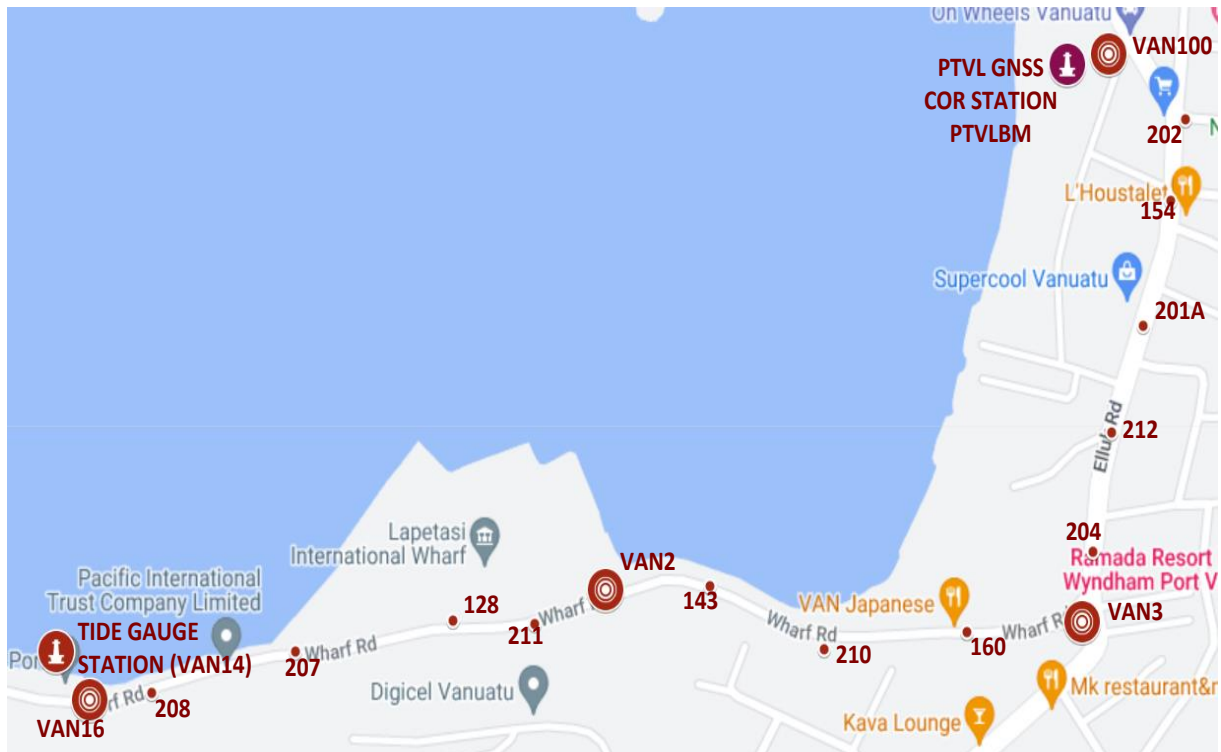 On Wheels Vanuatu
VAN100
PTVL GNSS
COR STATION
PTVLBM
202
N
L'Houstalet
154
Supercool Vanuatu
201A
212
204
Ramada Resort
Wyndham Port V
Lapetasi
International Wharf
VAN2
143
VAN Japanese
VAN3
Pacific International
Trust Company Limited
128
Wharf R
211
Wharf Rd
210
160
Wharf Rd
TIDE GAUGE
STATION (VAN14)
Por
207
Wharf Rd
Digicel Vanuatu
Mk restaurant&r
VAN16
rf Rd
208
Kava Lounge